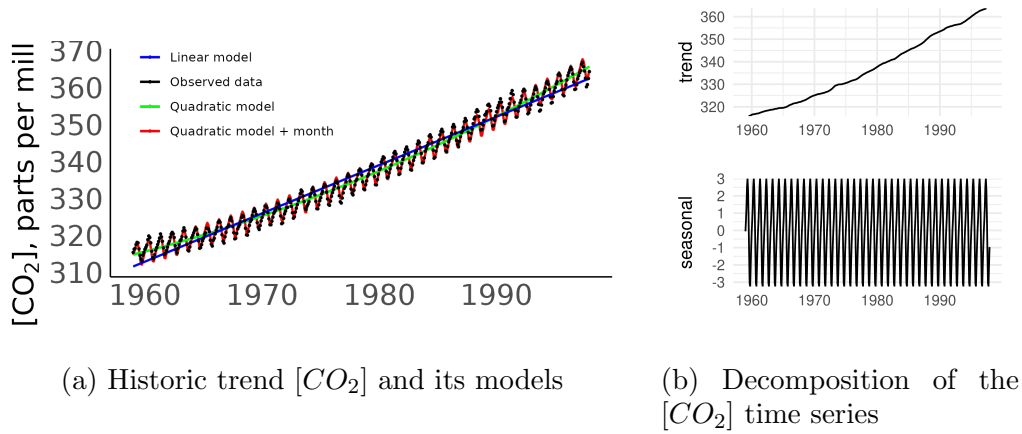 [CO2], parts per mill
370
360
350
340
330
320
310
1960 1970 1980 1990
Linear model
Observed data
Quadratic model
Quadratic model + month
(a) Historic trend [CO2] and its models
trend
360
350
340
330
320
1960 1970 1980 1990
seasonal
3
2
1
0
-1
-2
-3
1960 1970 1980 1990
(b) Decomposition of the
[CO2] time series